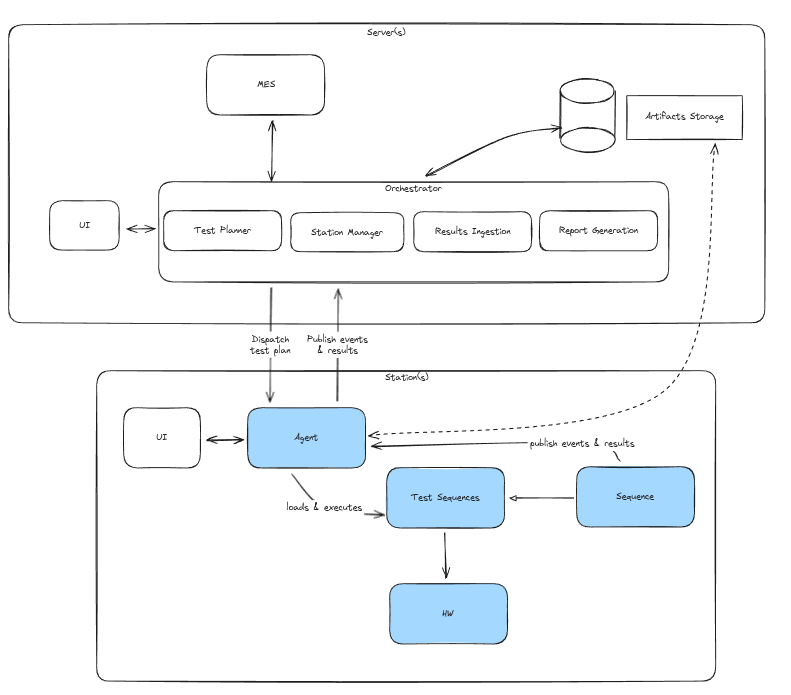 Server(s)
MES
Artifacts Storage
Orchestrator
UI
Test Planner
Station Manager
Results Ingestion
Report Generation
Dispatch
test plan
Publish events
& results
Station(s)
UI
Agent
publish events & results
loads & executes
Test Sequences
Sequence
HW